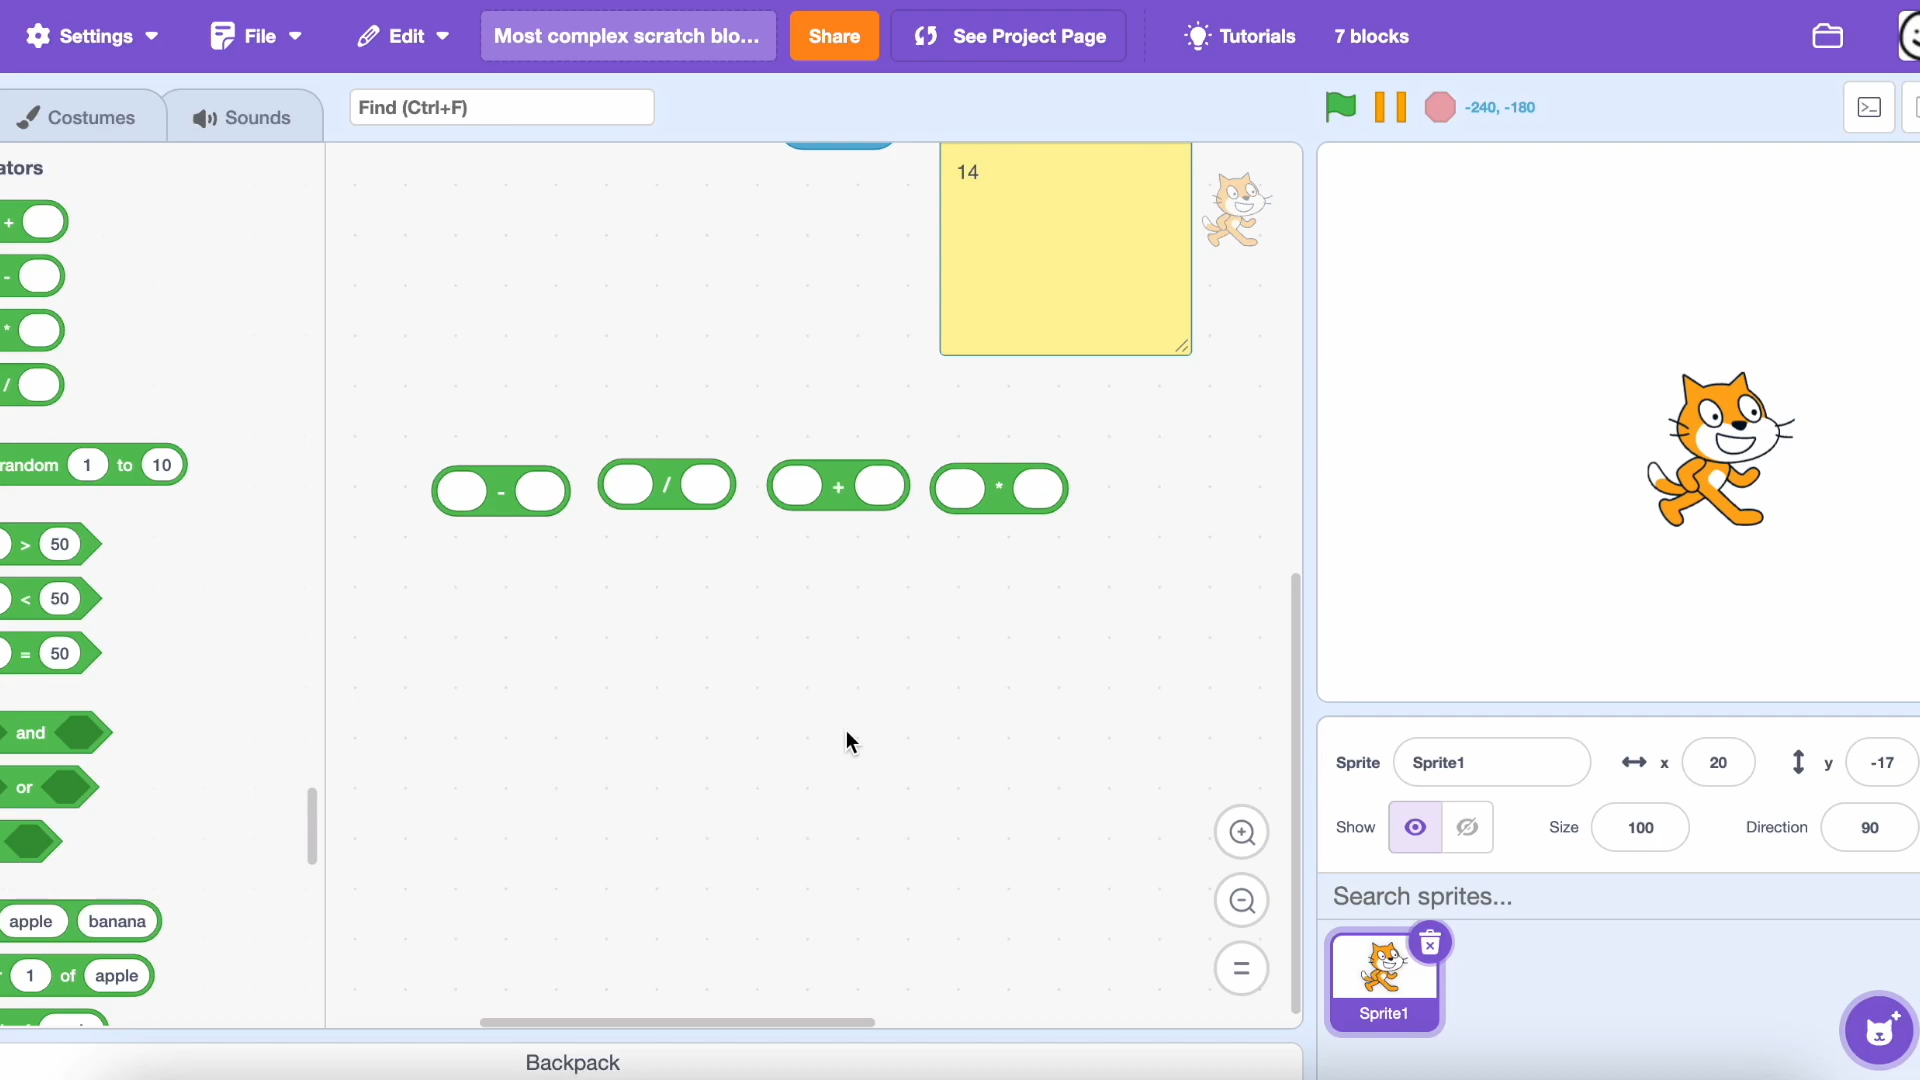 Settings File Edit Most complex scratch blo... Share See Project Page Tutorials 7 blocks
Costumes Sounds Find (Ctrl+F) -240, -180
ators
14
+
-
*
/
random 1 to 10
- / + *
> 50
< 50
= 50
and
or
apple banana
1 of apple
Sprite Sprite1 x 20 y -17
Show Size 100 Direction 90
Search sprites...
Sprite1
Backpack